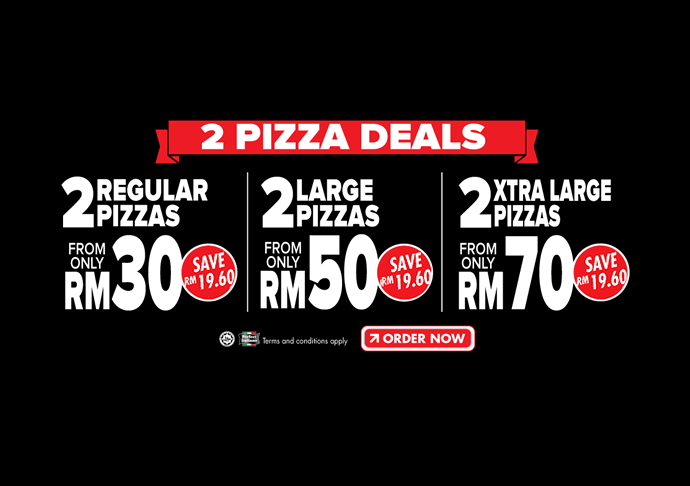 2 PIZZA DEALS
2 REGULAR PIZZAS
FROM ONLY RM30
SAVE RM 19.60
2 LARGE PIZZAS
FROM ONLY RM50
SAVE RM 19.60
2 XTRA LARGE PIZZAS
FROM ONLY RM70
SAVE RM 19.60
Terms and conditions apply
ORDER NOW